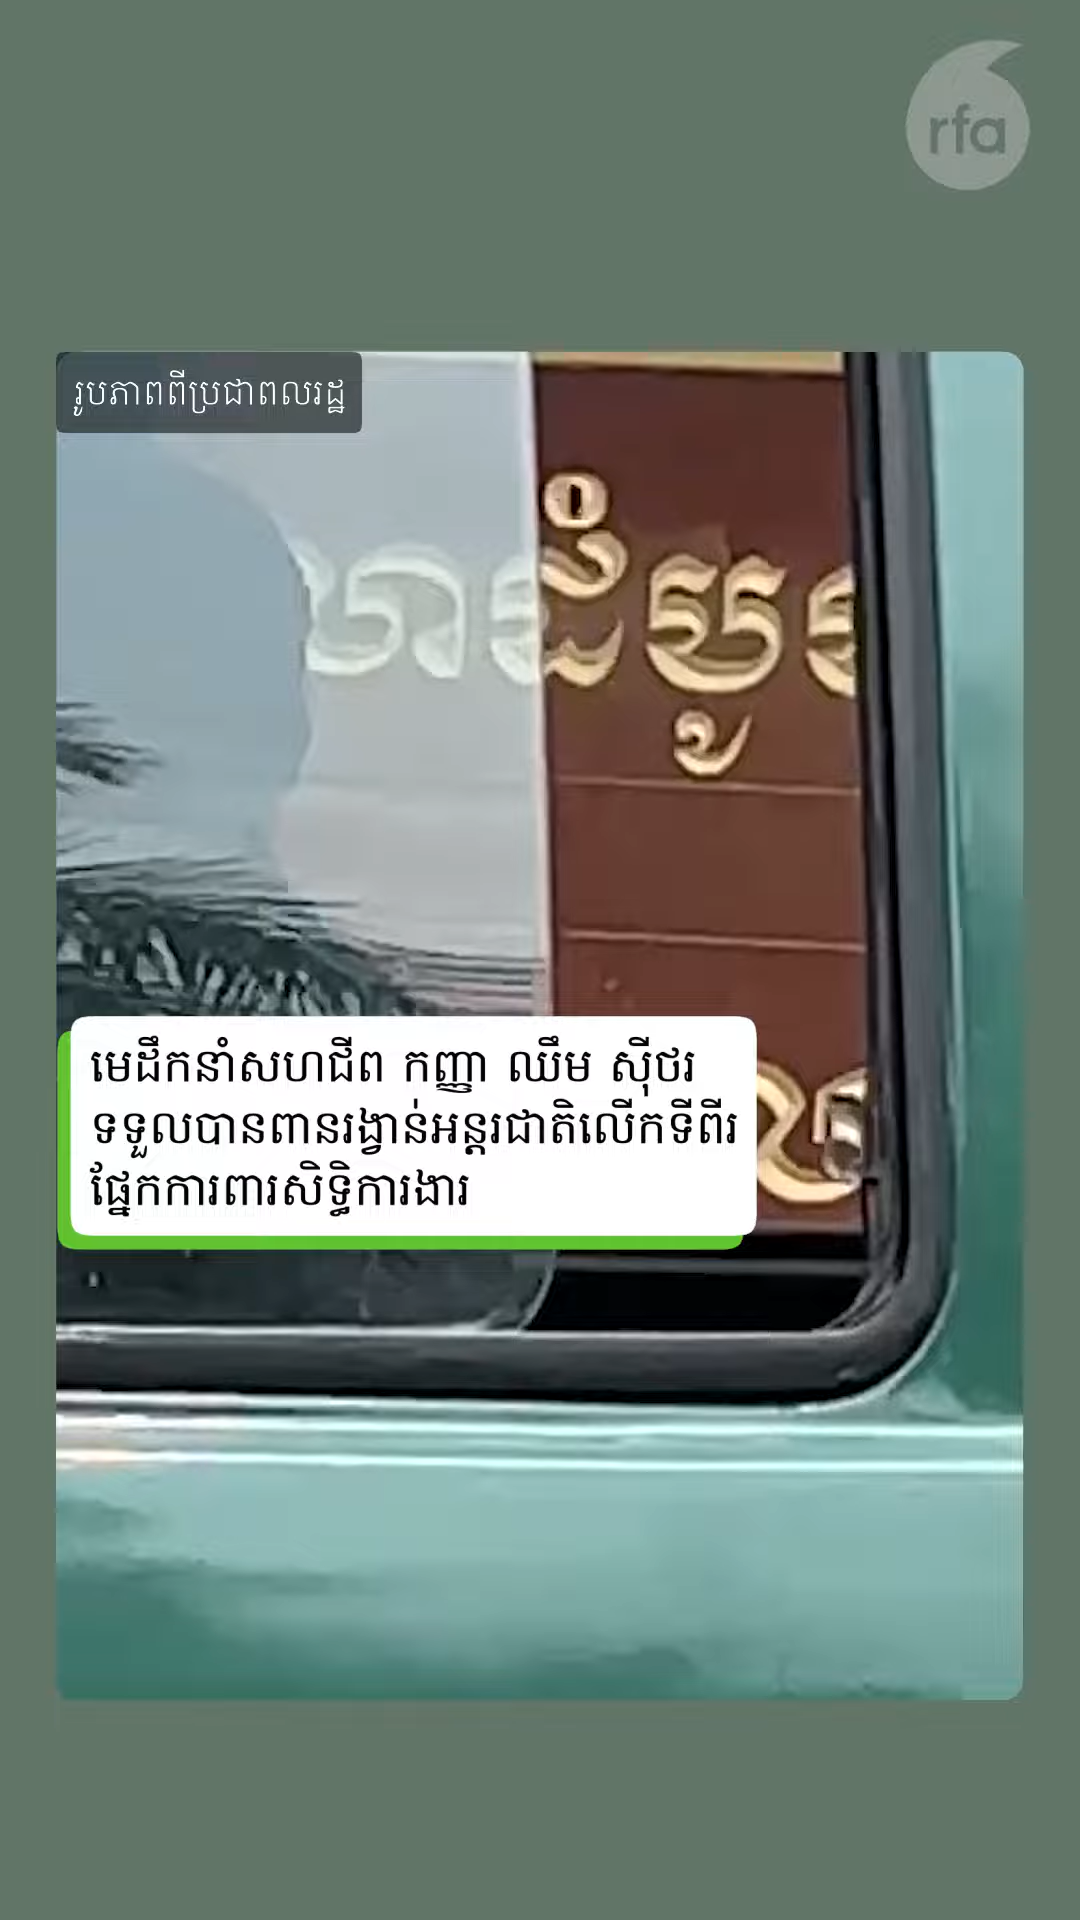 rfa
រូបភាពពីប្រជាពលរដ្ឋ
មេដឹកនាំសហជីព កញ្ញា ឈឹម ស៊ីថរ
ទទួលបានពានរង្វាន់អន្តរជាតិលើកទីពីរ
ផ្នែកការពារសិទ្ធិការងារ